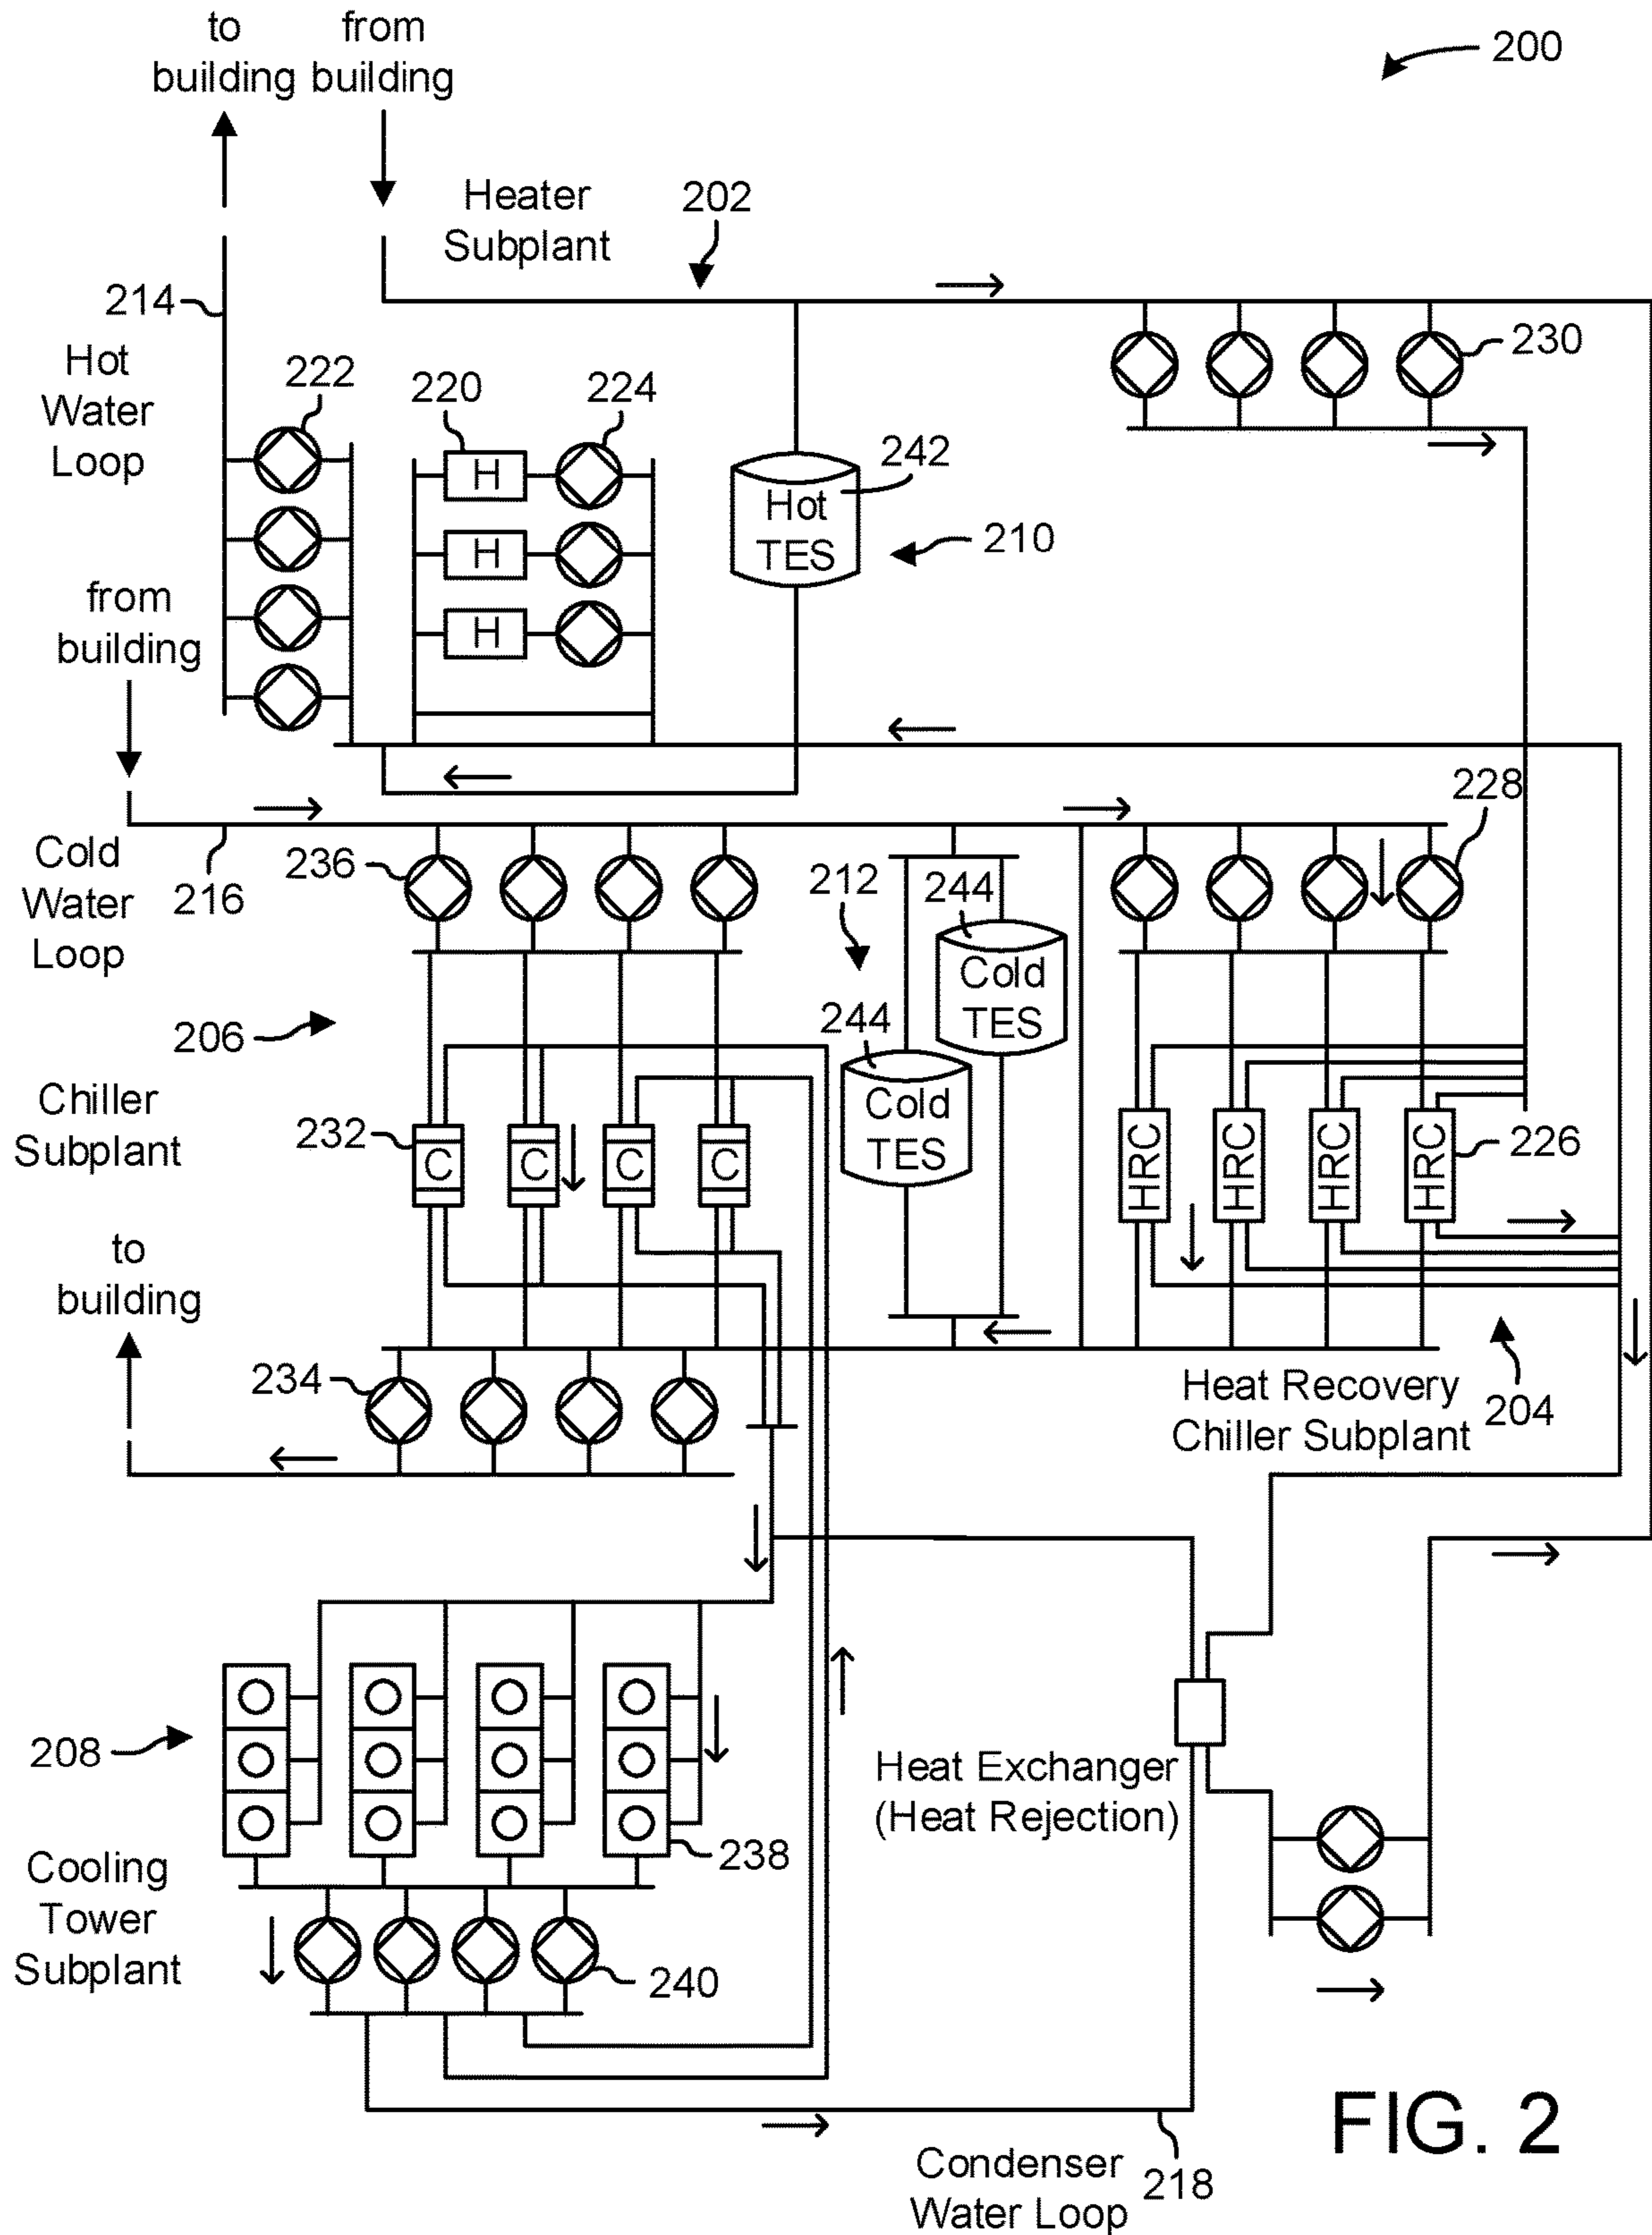 to
building
from
building
200
Heater
Subplant
202
214
Hot
Water
Loop
222
220
224
230
H
H
H
Hot
TES
242
210
from
building
228
Cold
Water
Loop
216
236
212
244
Cold
TES
244
Cold
TES
206
Chiller
Subplant
232
C
C
C
C
HRC
HRC
HRC
HRC
226
to
building
234
Heat Recovery
Chiller Subplant
204
208
Heat Exchanger
(Heat Rejection)
238
Cooling
Tower
Subplant
240
Condenser
Water Loop
218
FIG. 2